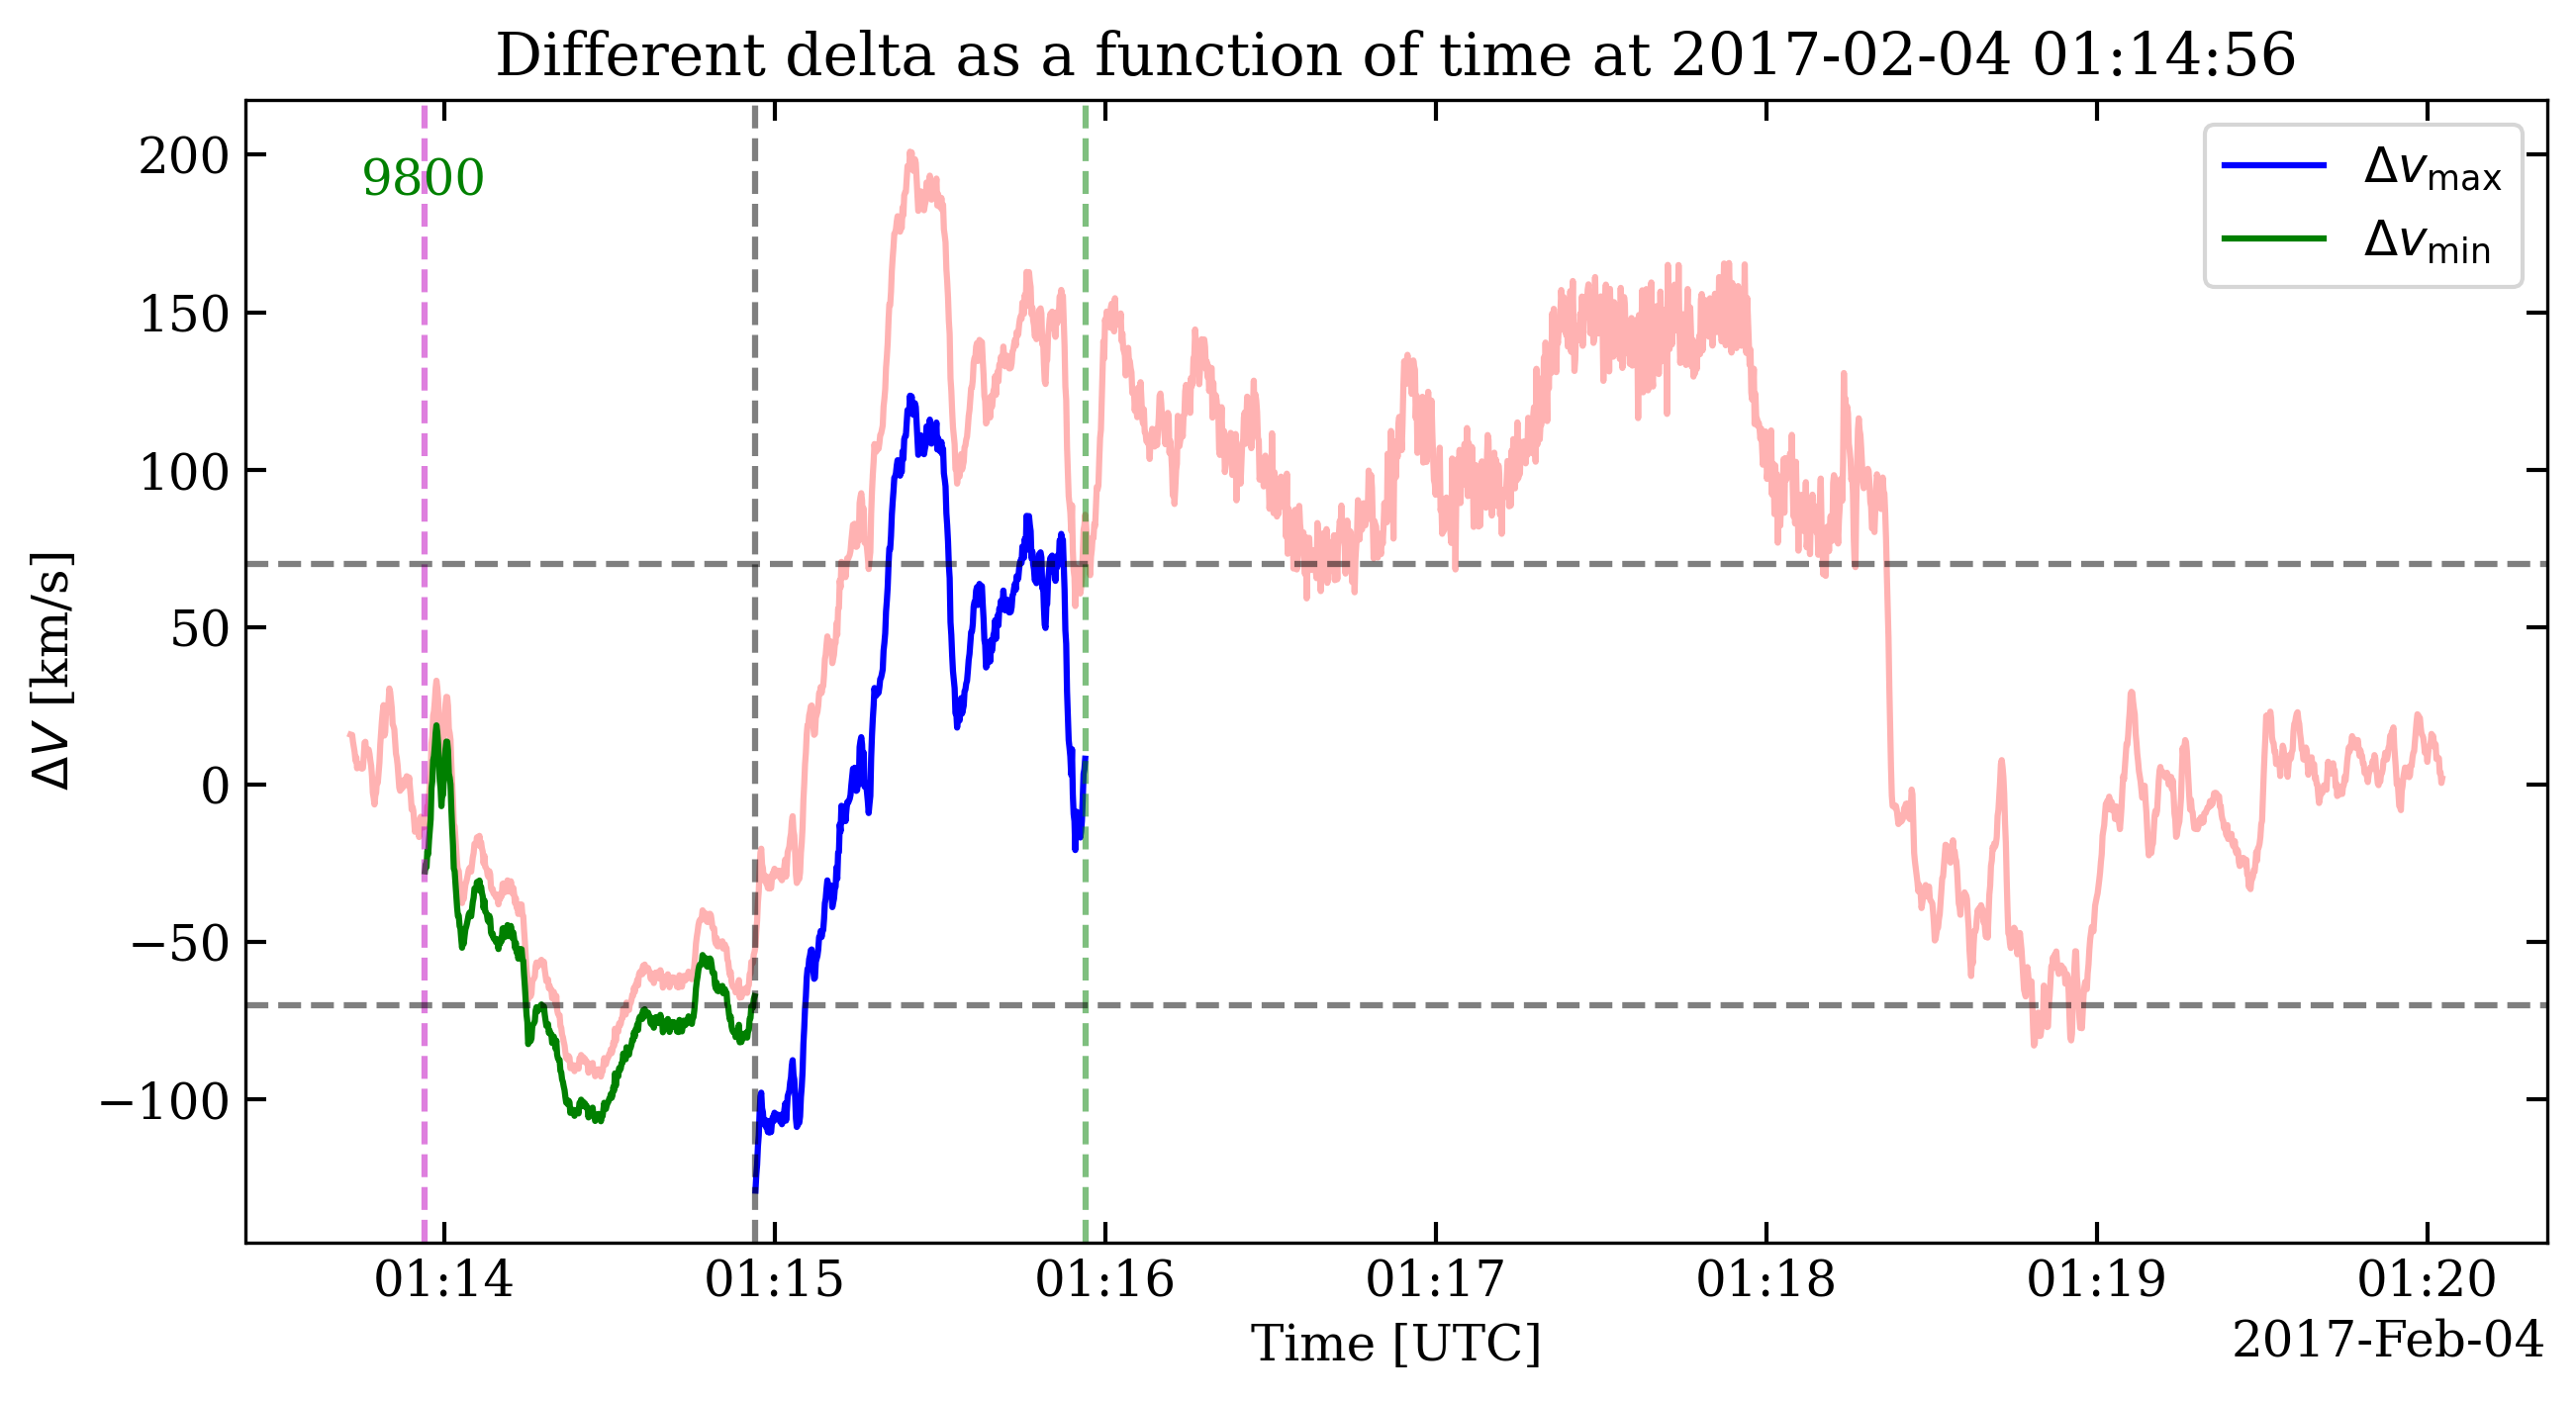 Different delta as a function of time at 2017-02-04 01:14:56
9800
Δv_max
Δv_min
200
150
100
50
0
−50
−100
ΔV [km/s]
01:14 01:15 01:16 01:17 01:18 01:19 01:20
Time [UTC]
2017-Feb-04